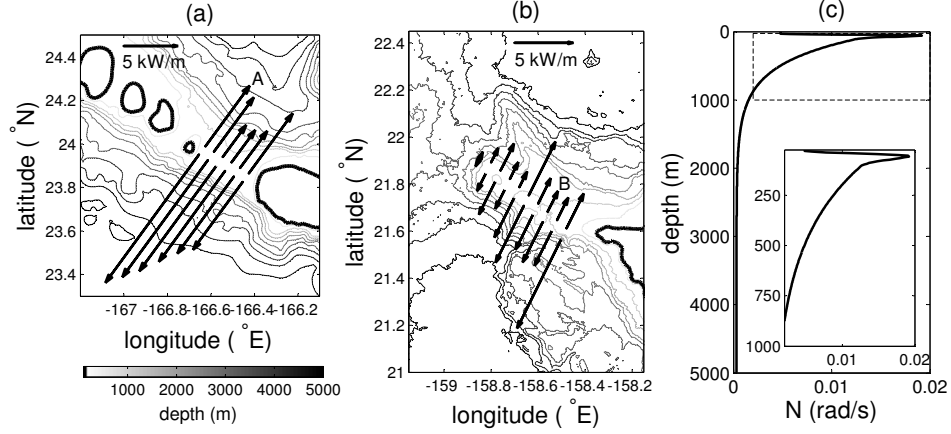 (a)
5 kW/m
A
24.5
24.2
24
23.8
23.6
23.4
latitude ( °N)
-167 -166.8 -166.6 -166.4 -166.2
longitude ( °E)
1000 2000 3000 4000 5000
depth (m)
(b)
5 kW/m
B
22.4
22.2
22
21.8
21.6
21.4
21.2
21
latitude ( °N)
-159 -158.8 -158.6 -158.4 -158.2
longitude ( °E)
(c)
0
1000
2000
3000
4000
5000
depth (m)
0 0.01 0.02
N (rad/s)
250
500
750
1000
0.01 0.02